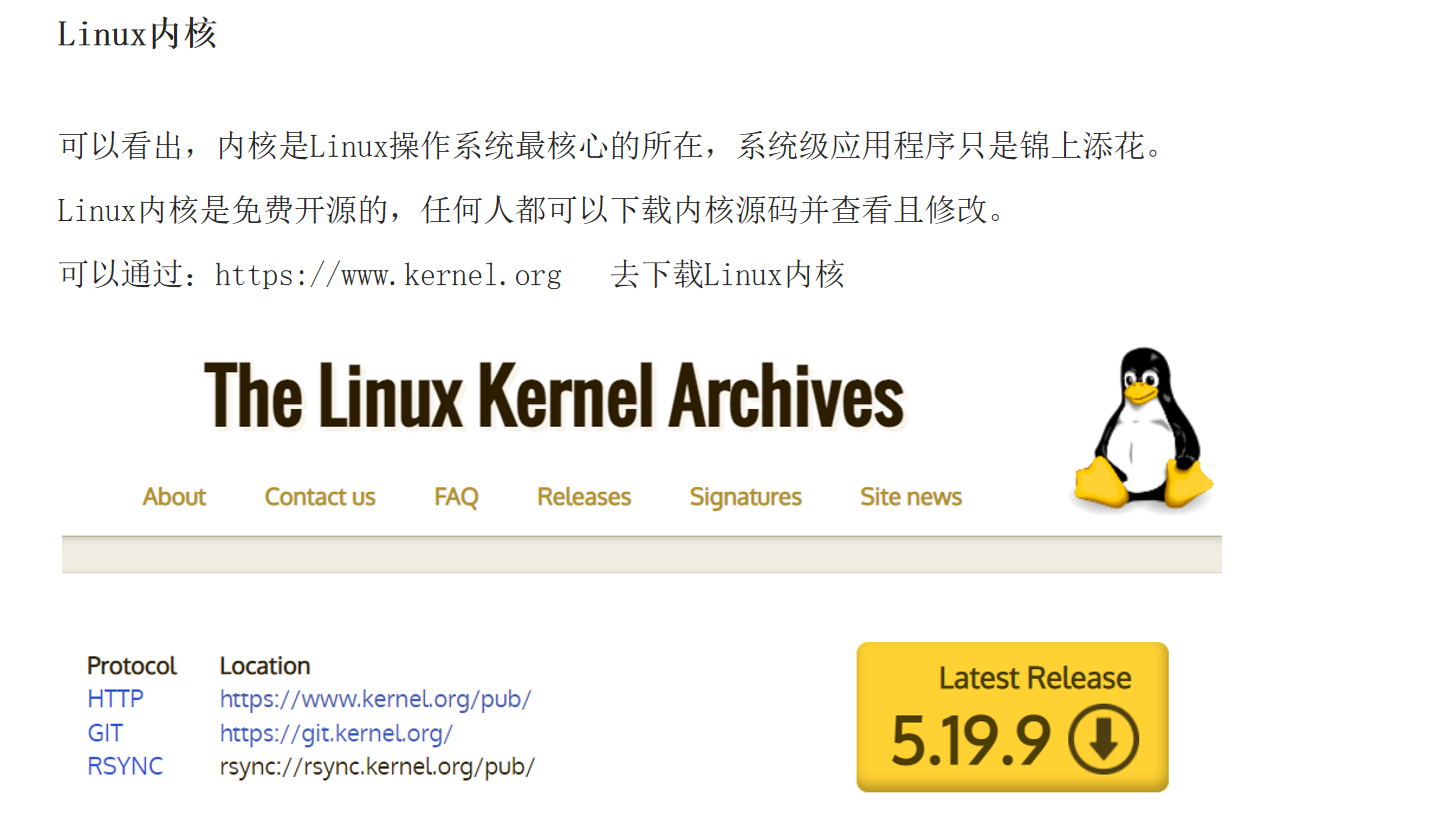 Linux内核
可以看出，内核是Linux操作系统最核心的所在，系统级应用程序只是锦上添花。
Linux内核是免费开源的，任何人都可以下载内核源码并查看且修改。
可以通过：https://www.kernel.org 去下载Linux内核
The Linux Kernel Archives
About Contact us FAQ Releases Signatures Site news
Protocol Location
HTTP https://www.kernel.org/pub/
GIT https://git.kernel.org/
RSYNC rsync://rsync.kernel.org/pub/
Latest Release
5.19.9